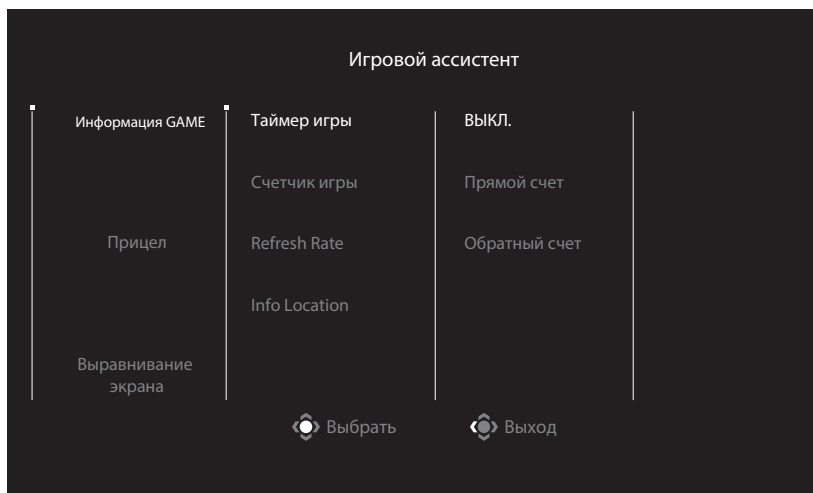 Игровой ассистент
Информация GAME
Таймер игры
ВЫКЛ.
Счетчик игры
Прямой счет
Прицел
Refresh Rate
Обратный счет
Info Location
Выравнивание
экрана
Выбрать
Выход